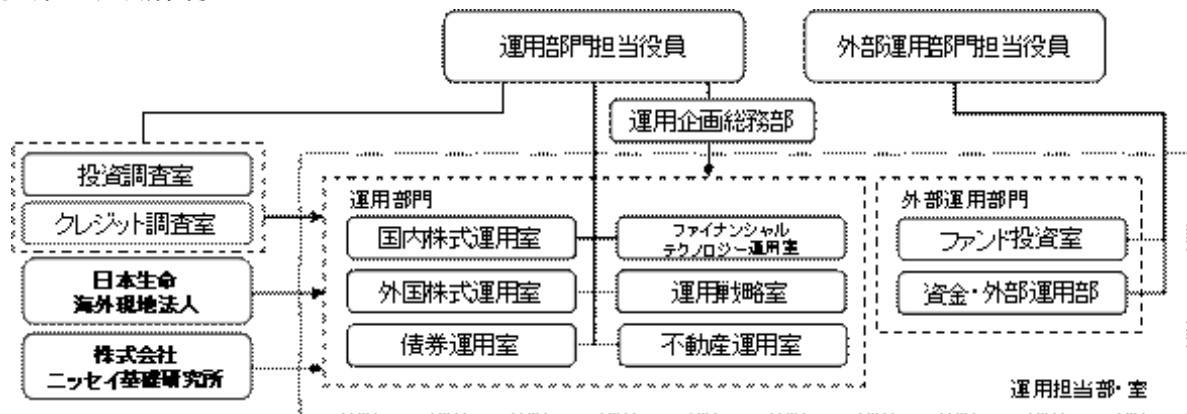 運用部門担当役員
外部運用部門担当役員
運用企画総務部
投資調査室
クレジット調査室
日本生命
海外現地法人
株式会社
ニッセイ基礎研究所
運用部門
国内株式運用室
ファイナンシャル
テクノロジー運用室
外国株式運用室
運用戦略室
債券運用室
不動産運用室
外部運用部門
ファンド投資室
資金・外部運用部
運用担当部・室